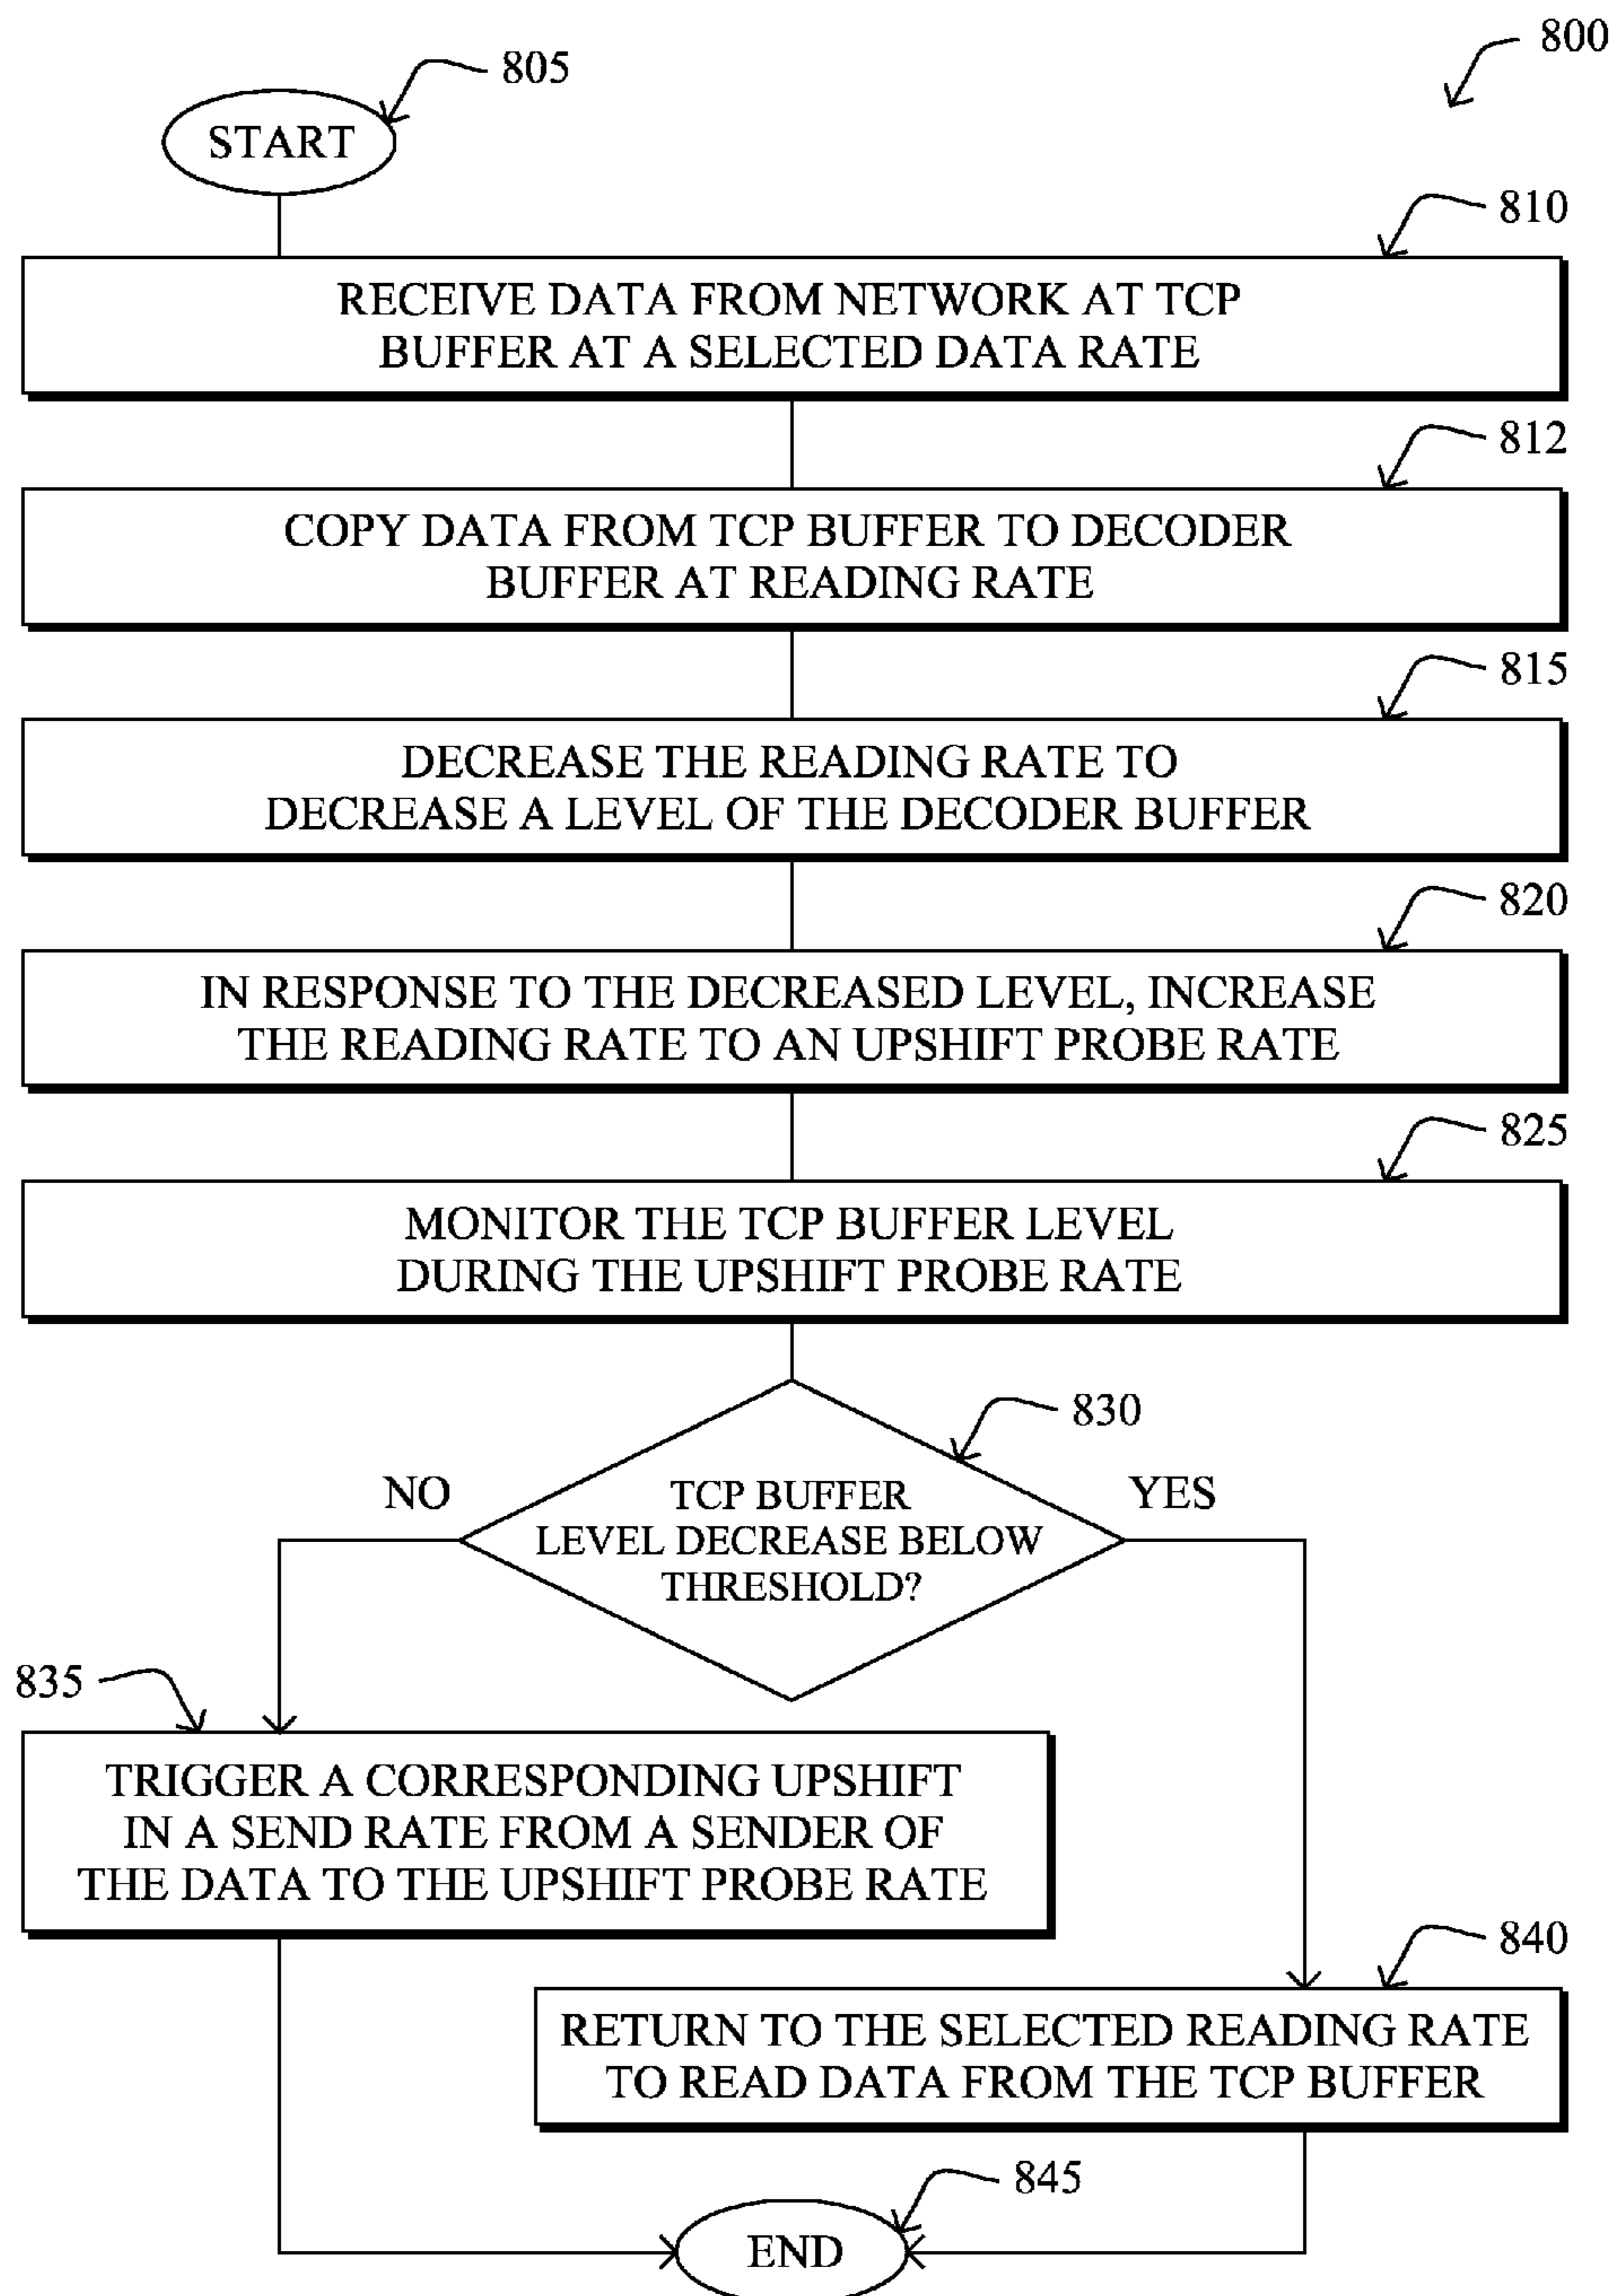 800
805
START
810
RECEIVE DATA FROM NETWORK AT TCP
BUFFER AT A SELECTED DATA RATE
812
COPY DATA FROM TCP BUFFER TO DECODER
BUFFER AT READING RATE
815
DECREASE THE READING RATE TO
DECREASE A LEVEL OF THE DECODER BUFFER
820
IN RESPONSE TO THE DECREASED LEVEL, INCREASE
THE READING RATE TO AN UPSHIFT PROBE RATE
825
MONITOR THE TCP BUFFER LEVEL
DURING THE UPSHIFT PROBE RATE
830
NO
YES
TCP BUFFER
LEVEL DECREASE BELOW
THRESHOLD?
835
TRIGGER A CORRESPONDING UPSHIFT
IN A SEND RATE FROM A SENDER OF
THE DATA TO THE UPSHIFT PROBE RATE
840
RETURN TO THE SELECTED READING RATE
TO READ DATA FROM THE TCP BUFFER
845
END